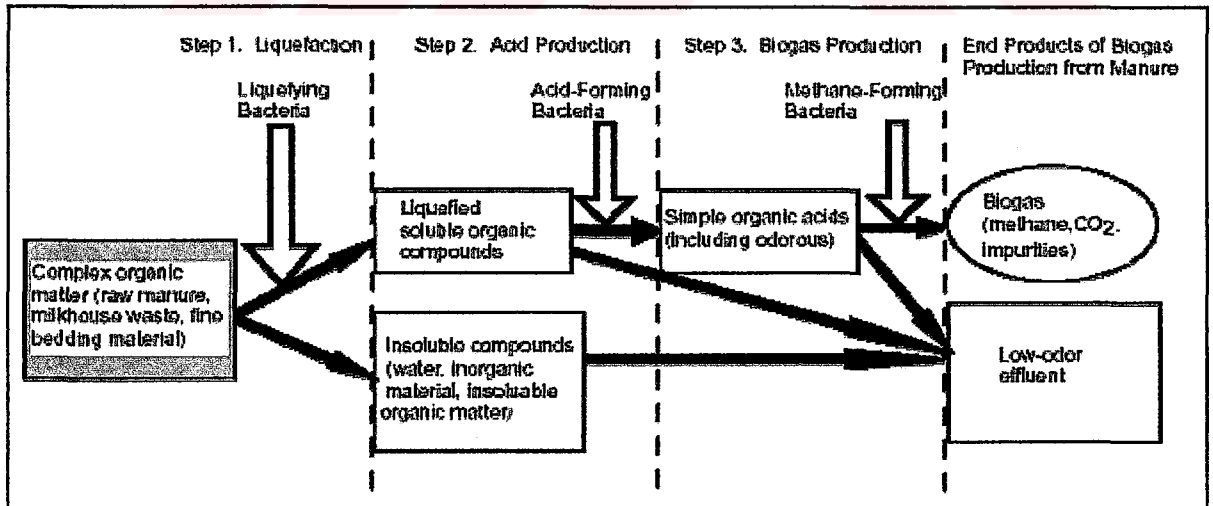 Step 1. Liquefaction
Step 2. Acid Production
Step 3. Biogas Production
End Products of Biogas
Production from Manure
Liquefying
Bacteria
Acid-Forming
Bacteria
Methane-Forming
Bacteria
Complex organic
matter (raw manure,
milkhouse waste, fine
bedding material)
Liquefied
soluble organic
compounds
Insoluble compounds
(water, inorganic
material, insoluable
organic matter)
Simple organic acids
(including odorous)
Biogas
(methane,CO2.
impurities)
Low-odor
effluent